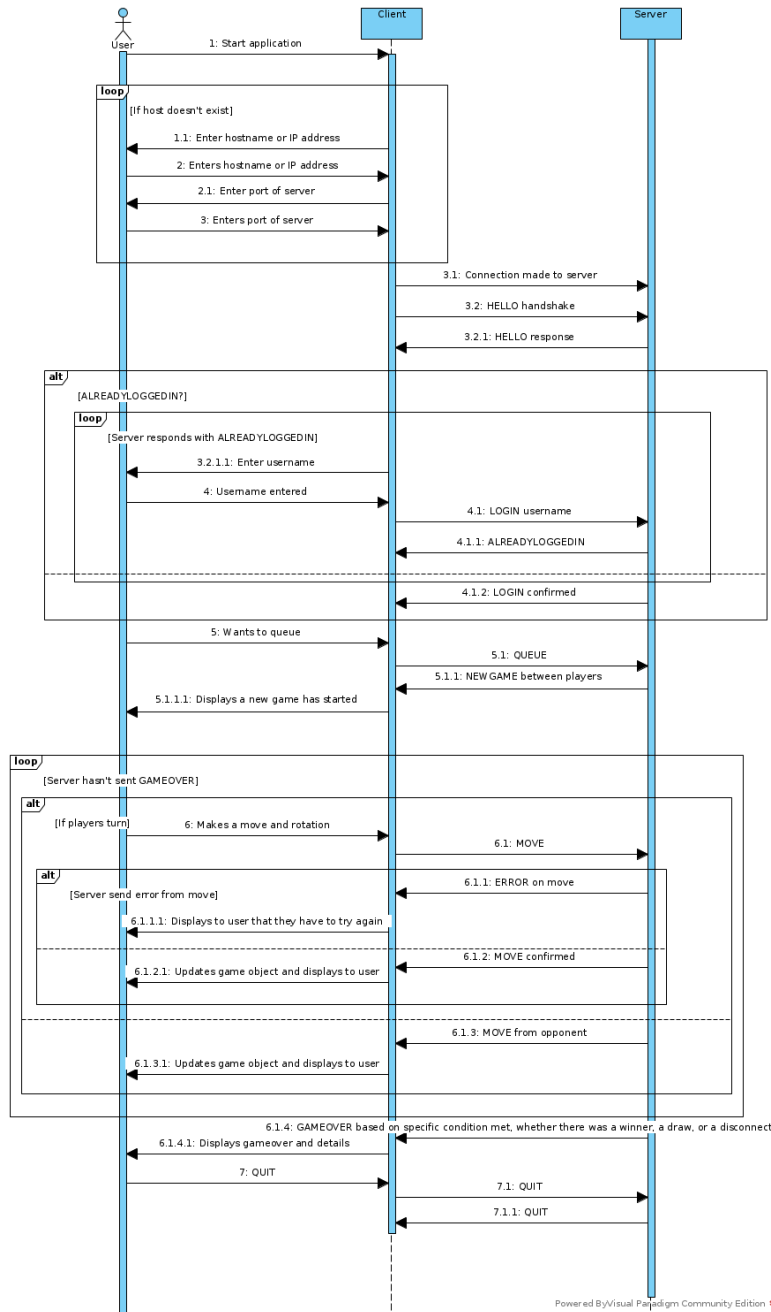 Client
Server
User
1: Start application
loop
[If host doesn't exist]
1.1: Enter hostname or IP address
2: Enters hostname or IP address
2.1: Enter port of server
3: Enters port of server
3.1: Connection made to server
3.2: HELLO handshake
3.2.1: HELLO response
alt
[ALREADYLOGGEDIN?]
loop
[Server responds with ALREADYLOGGEDIN]
3.2.1.1: Enter username
4: Username entered
4.1: LOGIN username
4.1.1: ALREADYLOGGEDIN
4.1.2: LOGIN confirmed
5: Wants to queue
5.1: QUEUE
5.1.1: NEWGAME between players
5.1.1.1: Displays a new game has started
loop
[Server hasn't sent GAMEOVER]
alt
[If players turn]
6: Makes a move and rotation
6.1: MOVE
alt
6.1.1: ERROR on move
[Server send error from move]
6.1.1.1: Displays to user that they have to try again
6.1.2: MOVE confirmed
6.1.2.1: Updates game object and displays to user
6.1.3: MOVE from opponent
6.1.3.1: Updates game object and displays to user
6.1.4: GAMEOVER based on specific condition met, whether there was a winner, a draw, or a disconnect
6.1.4.1: Displays gameover and details
7: QUIT
7.1: QUIT
7.1.1: QUIT
Powered ByVisual Paradigm Community Edition